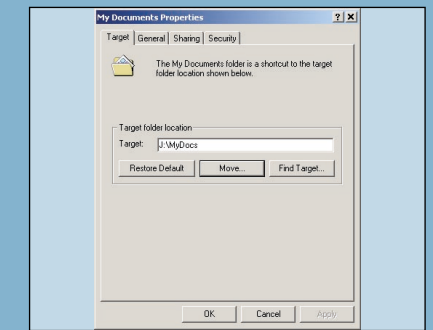 My Documents Properties
Target General Sharing Security
The My Documents folder is a shortcut to the target
folder location shown below.
Target folder location
Target: J:\MyDocs
Restore Default Move... Find Target...
OK Cancel Apply